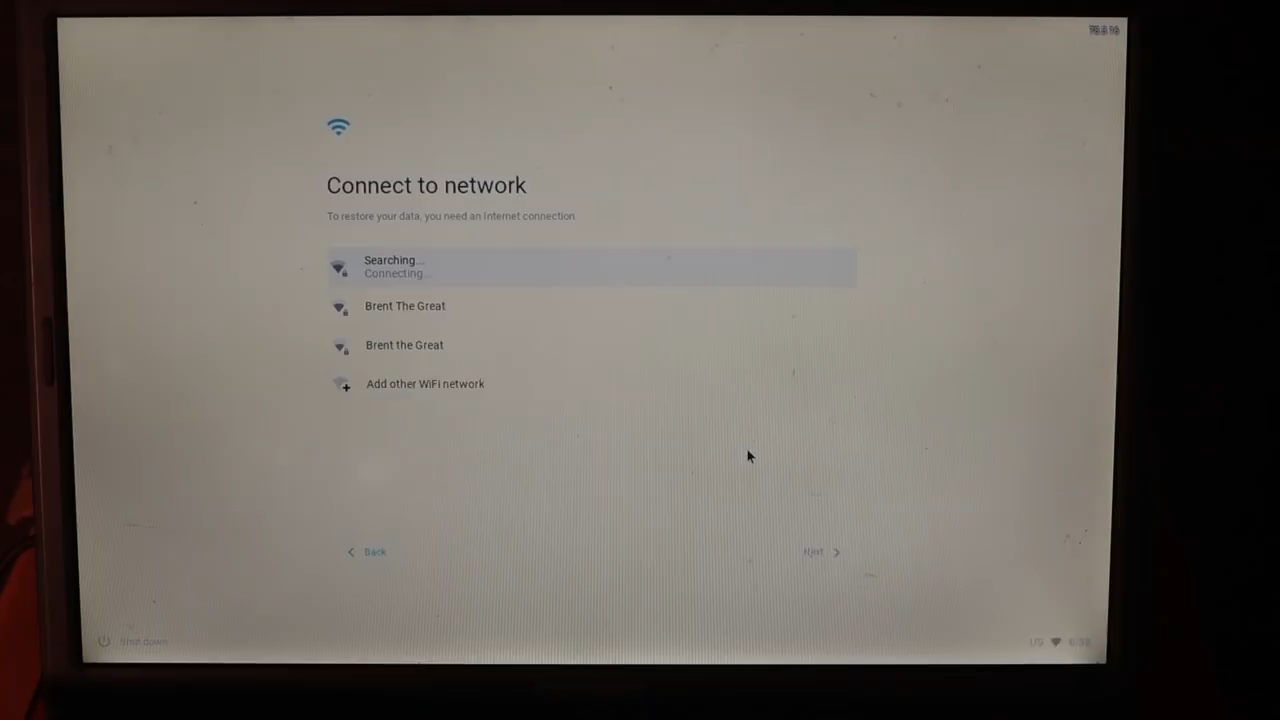 Connect to network
To restore your data, you need an Internet connection
Searching...
Connecting...
Brent The Great
Brent the Great
Add other WiFi network
Back
Next
Shut down
US